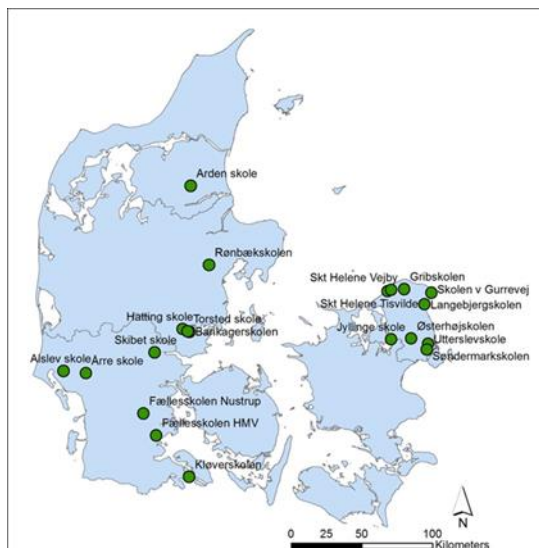 Arden skole
Rønbækskolen
Skt Helene Vejby
Gribskolen
Skolen v Gurrevej
Skt Helene Tisvilde
Langebjergskolen
Hatting skole
Torsted skole
Bankagerskolen
Jyllinge skole
Østerhøjskolen
Utterslevskole
Søndermarkskolen
Skibet skole
Alslev skole
Arre skole
Fællesskolen Nustrup
Fællesskolen HMV
Kløverskolen
N
0 25 50 100
Kilometers